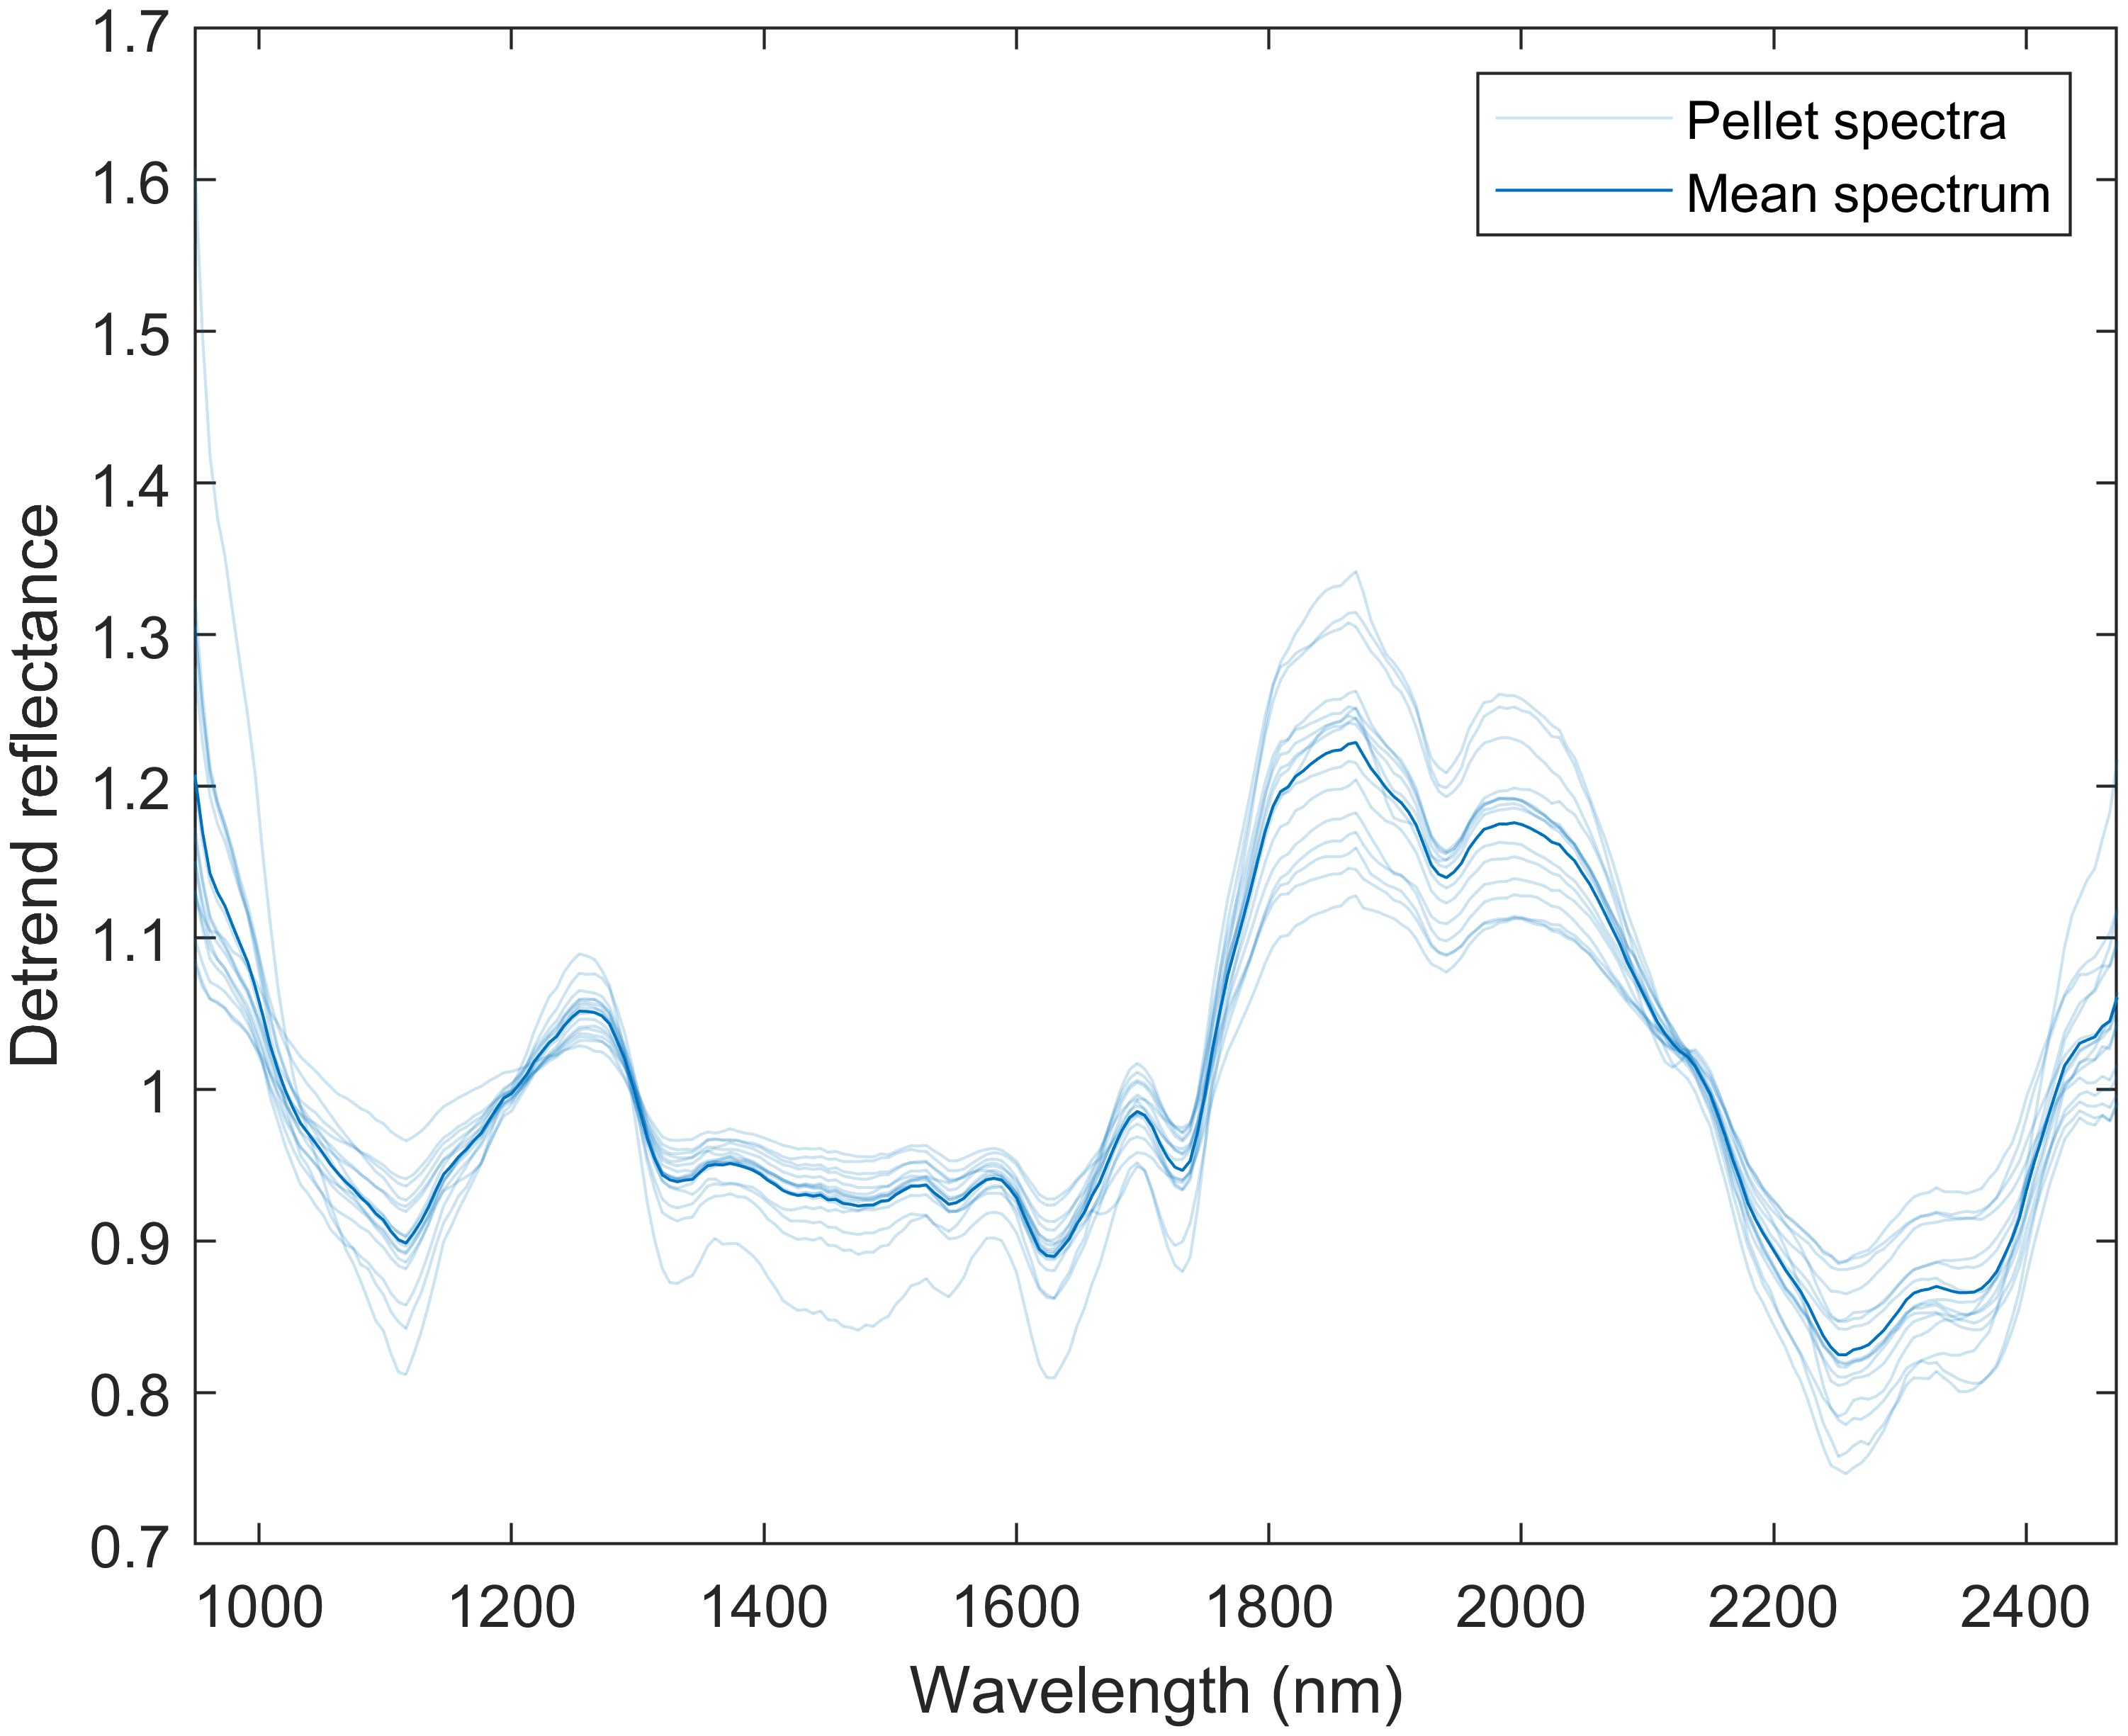 Detrend reflectance
1.7
1.6
1.5
1.4
1.3
1.2
1.1
1
0.9
0.8
0.7
Pellet spectra
Mean spectrum
1000 1200 1400 1600 1800 2000 2200 2400
Wavelength (nm)